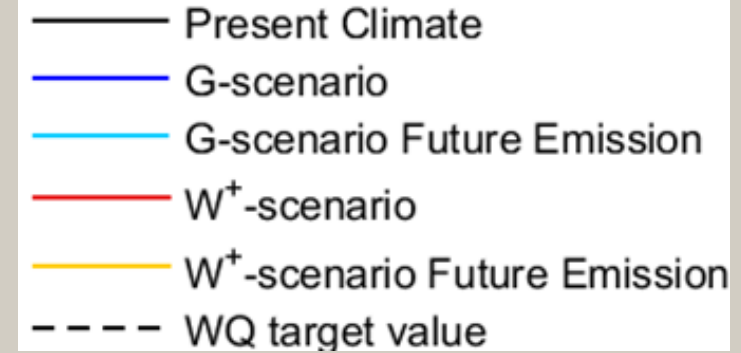 Present Climate
G-scenario
G-scenario Future Emission
W⁺-scenario
W⁺-scenario Future Emission
WQ target value